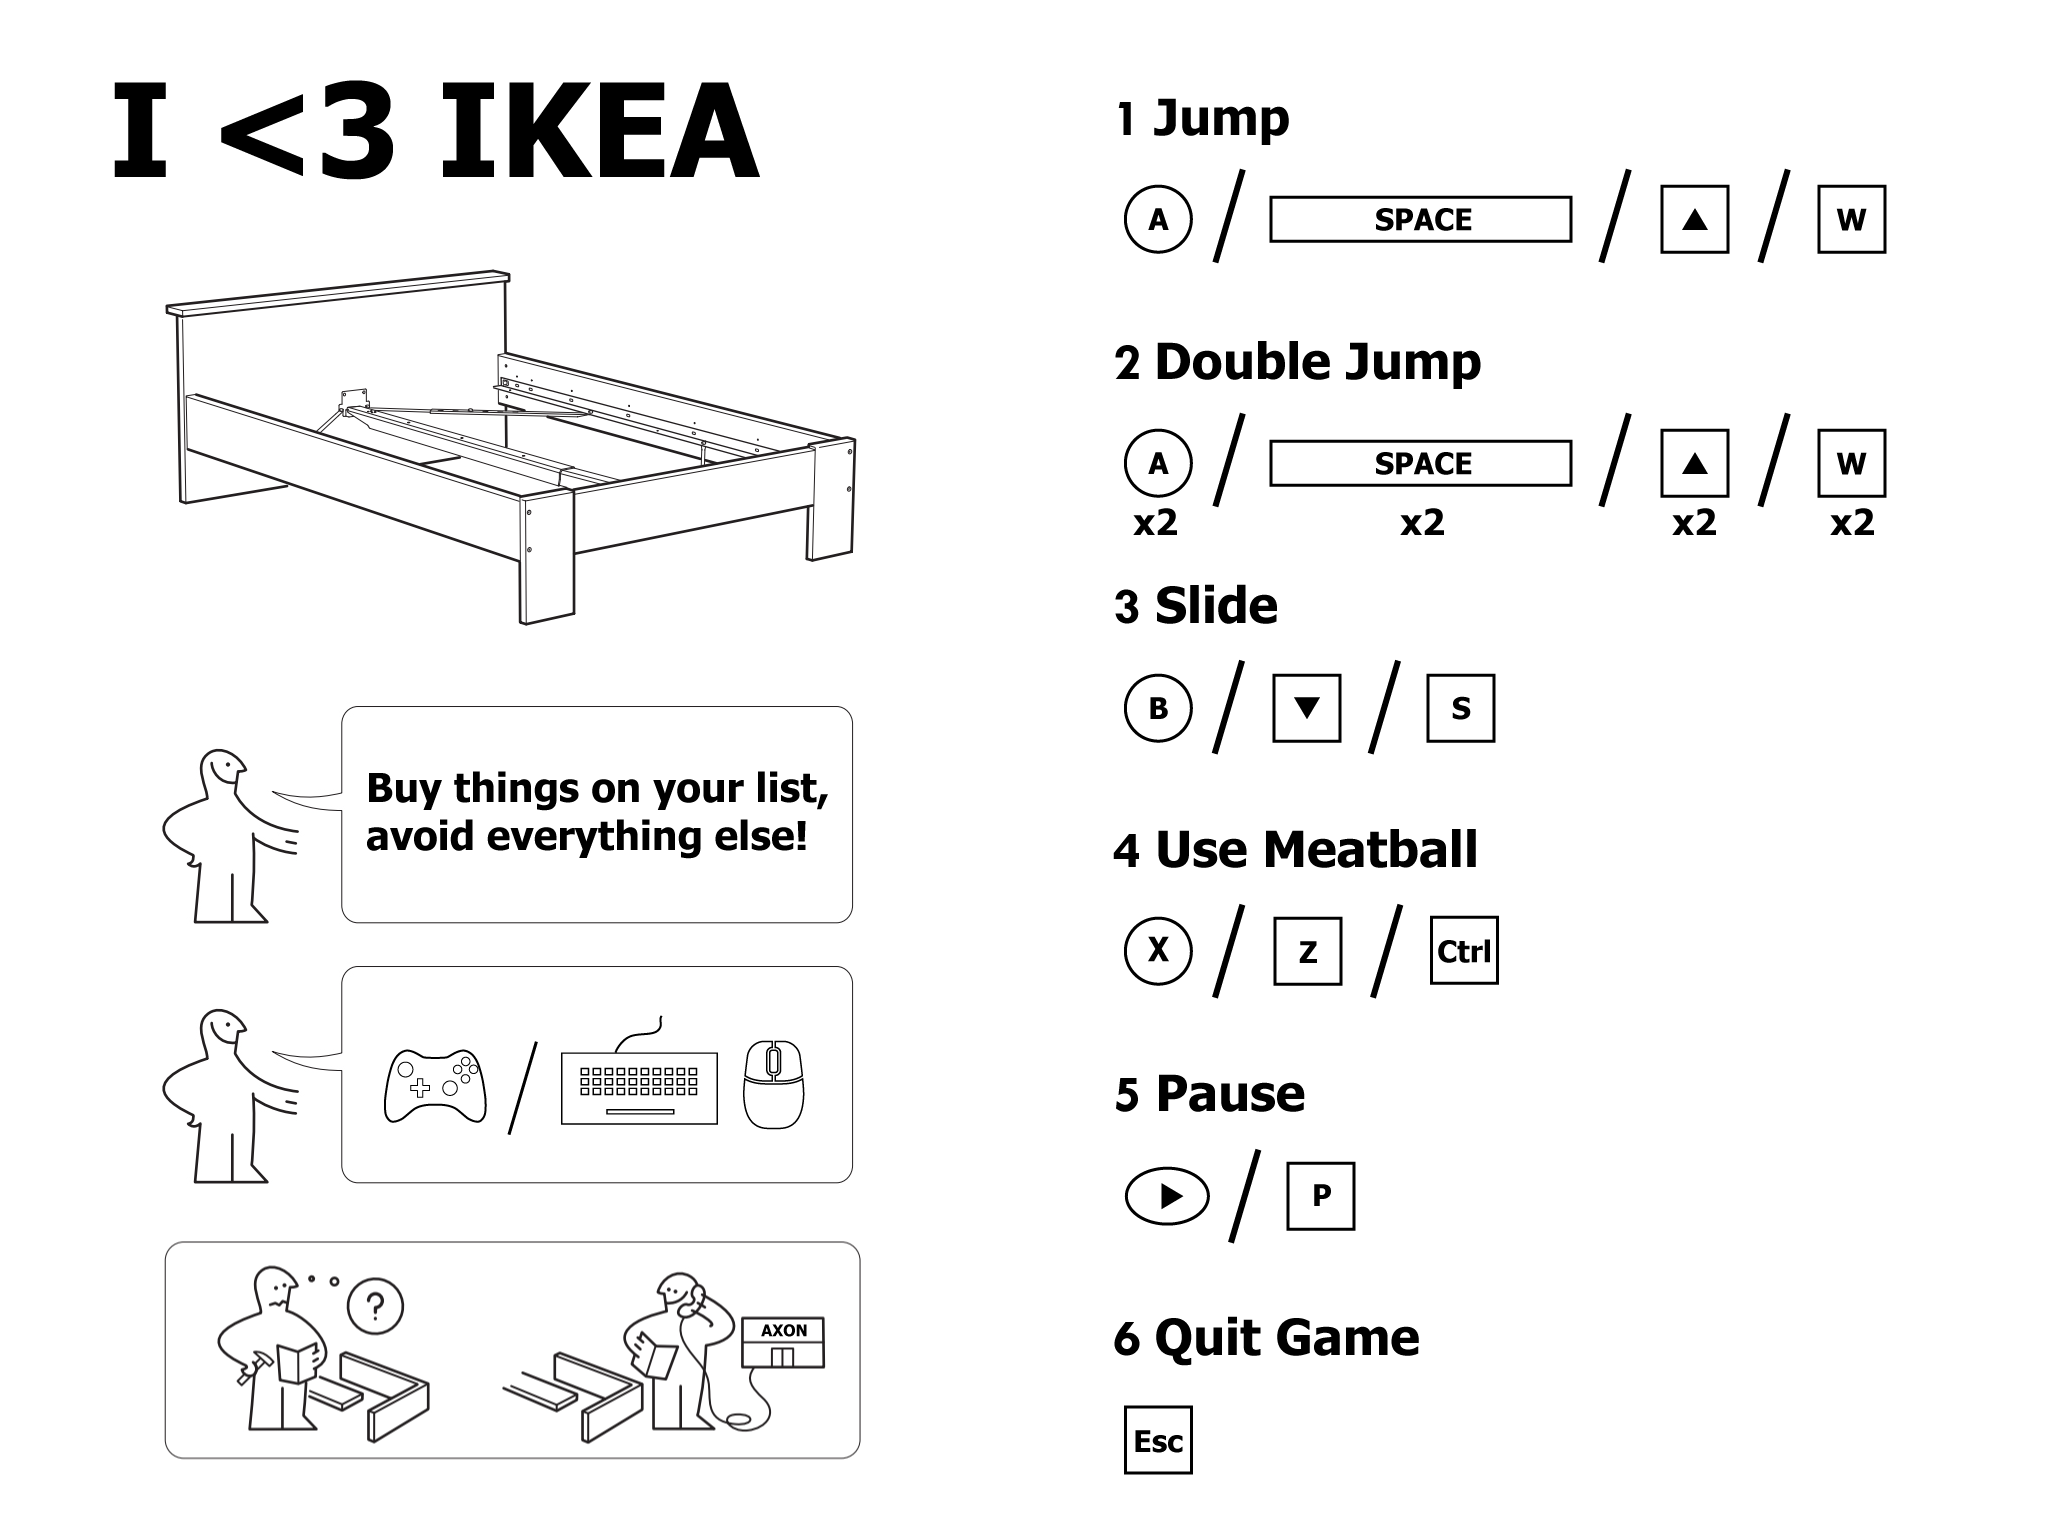 I <3 IKEA
Buy things on your list,
avoid everything else!
?
AXON
1 Jump
A / SPACE / ▲ / W
2 Double Jump
A / SPACE / ▲ / W
x2 x2 x2 x2
3 Slide
B / ▼ / S
4 Use Meatball
X / Z / Ctrl
5 Pause
▶ / P
6 Quit Game
Esc